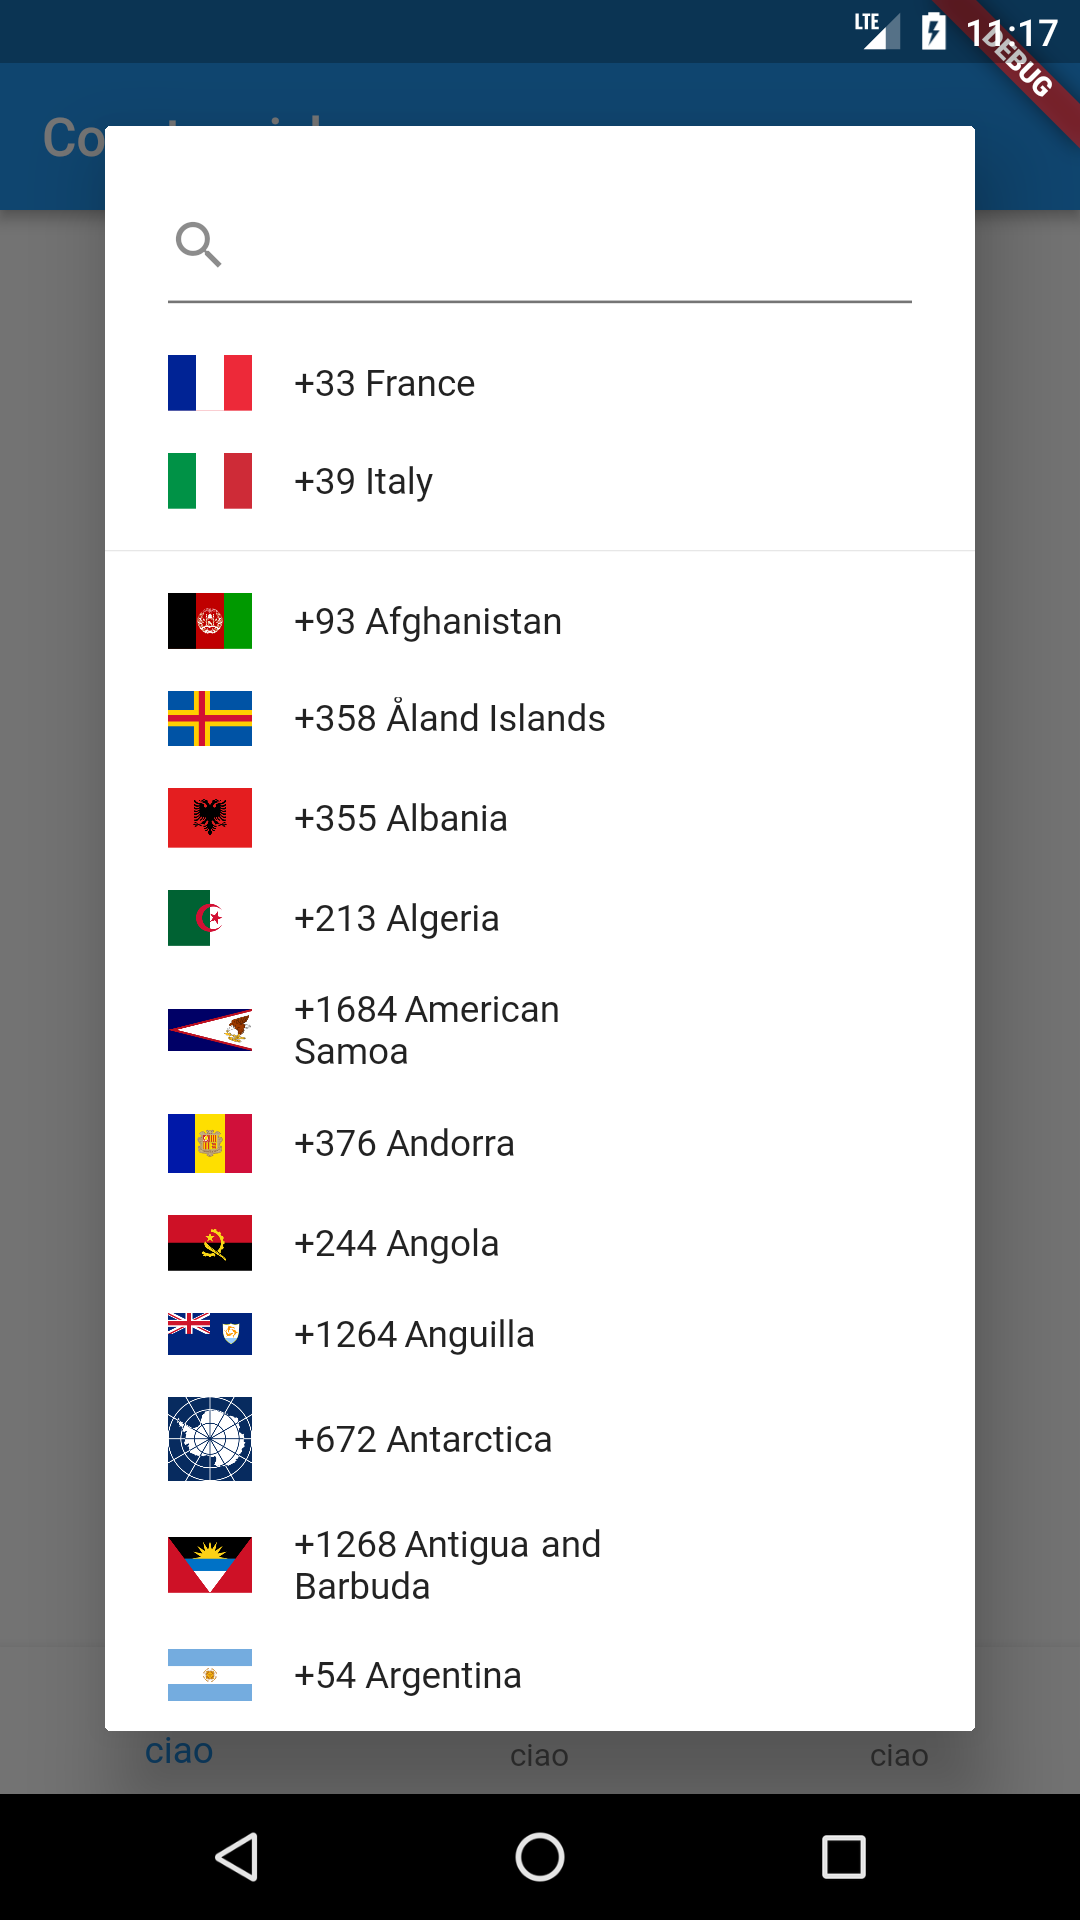 LTE 11:17
DEBUG
Co
+33 France
+39 Italy
+93 Afghanistan
+358 Åland Islands
+355 Albania
+213 Algeria
+1684 American
Samoa
+376 Andorra
+244 Angola
+1264 Anguilla
+672 Antarctica
+1268 Antigua and
Barbuda
+54 Argentina
ciao ciao ciao